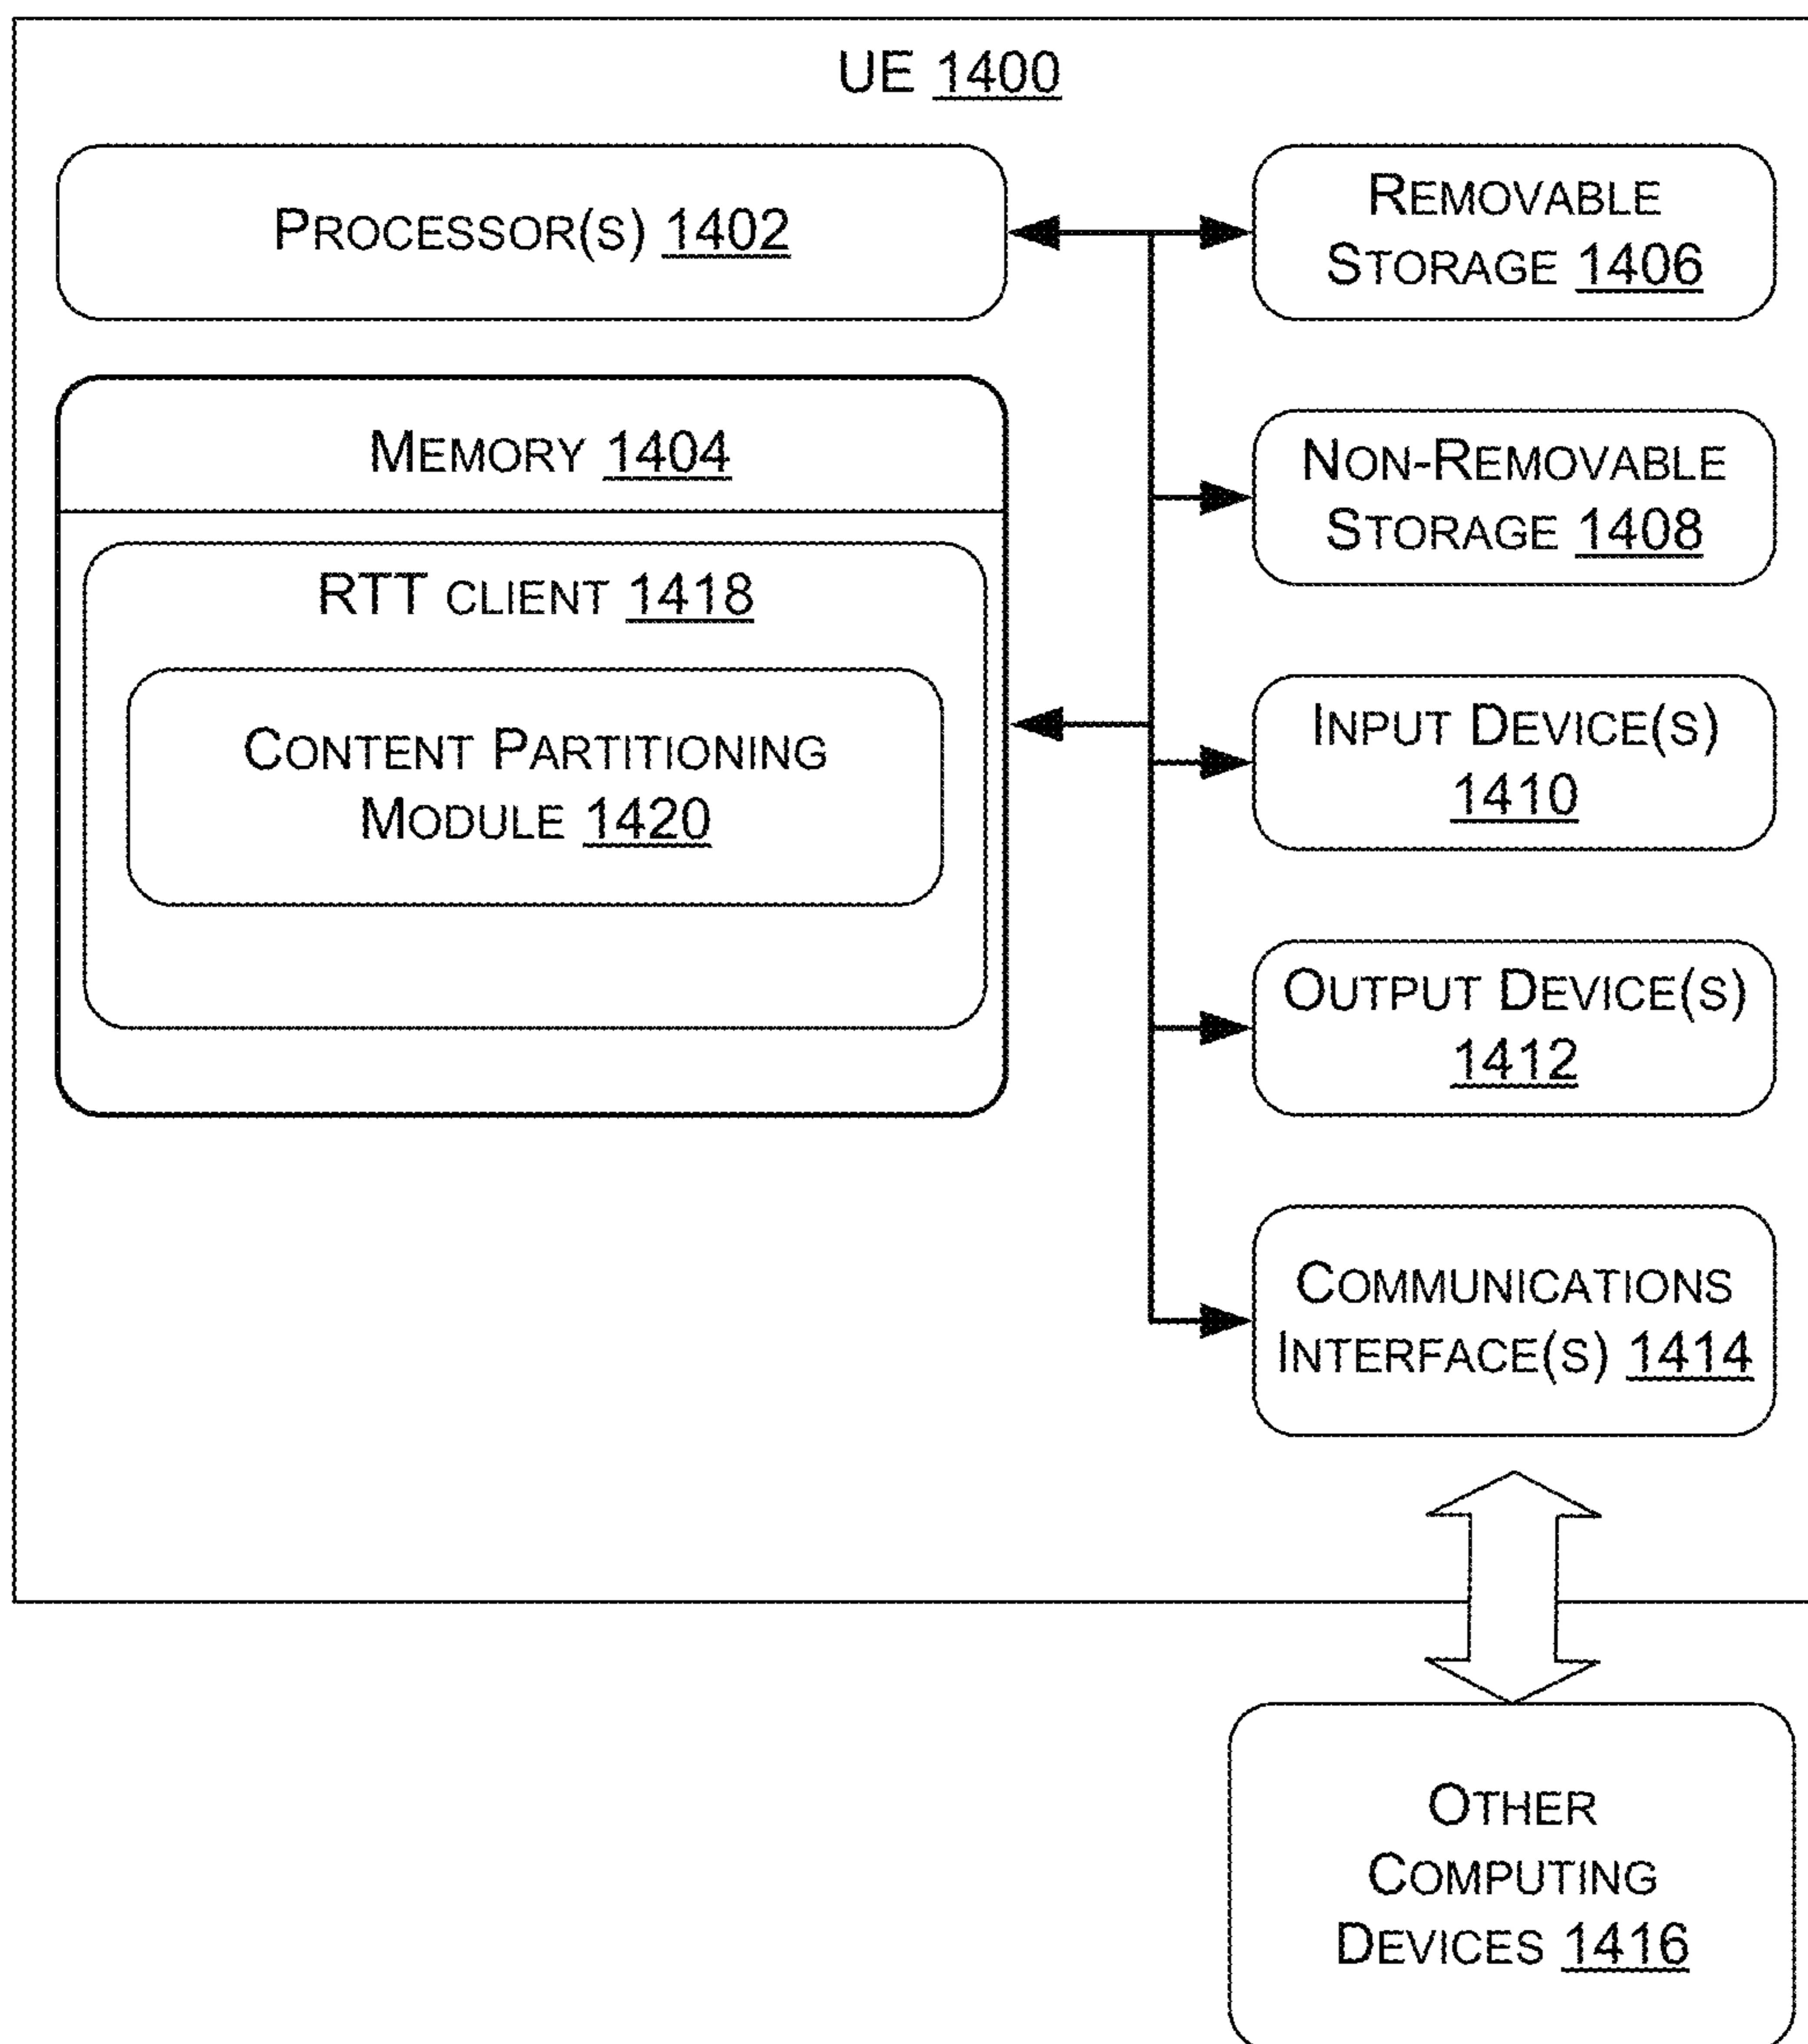 UE 1400
PROCESSOR(S) 1402
MEMORY 1404
RTT CLIENT 1418
CONTENT PARTITIONING
MODULE 1420
REMOVABLE
STORAGE 1406
NON-REMOVABLE
STORAGE 1408
INPUT DEVICE(S)
1410
OUTPUT DEVICE(S)
1412
COMMUNICATIONS
INTERFACE(S) 1414
OTHER
COMPUTING
DEVICES 1416